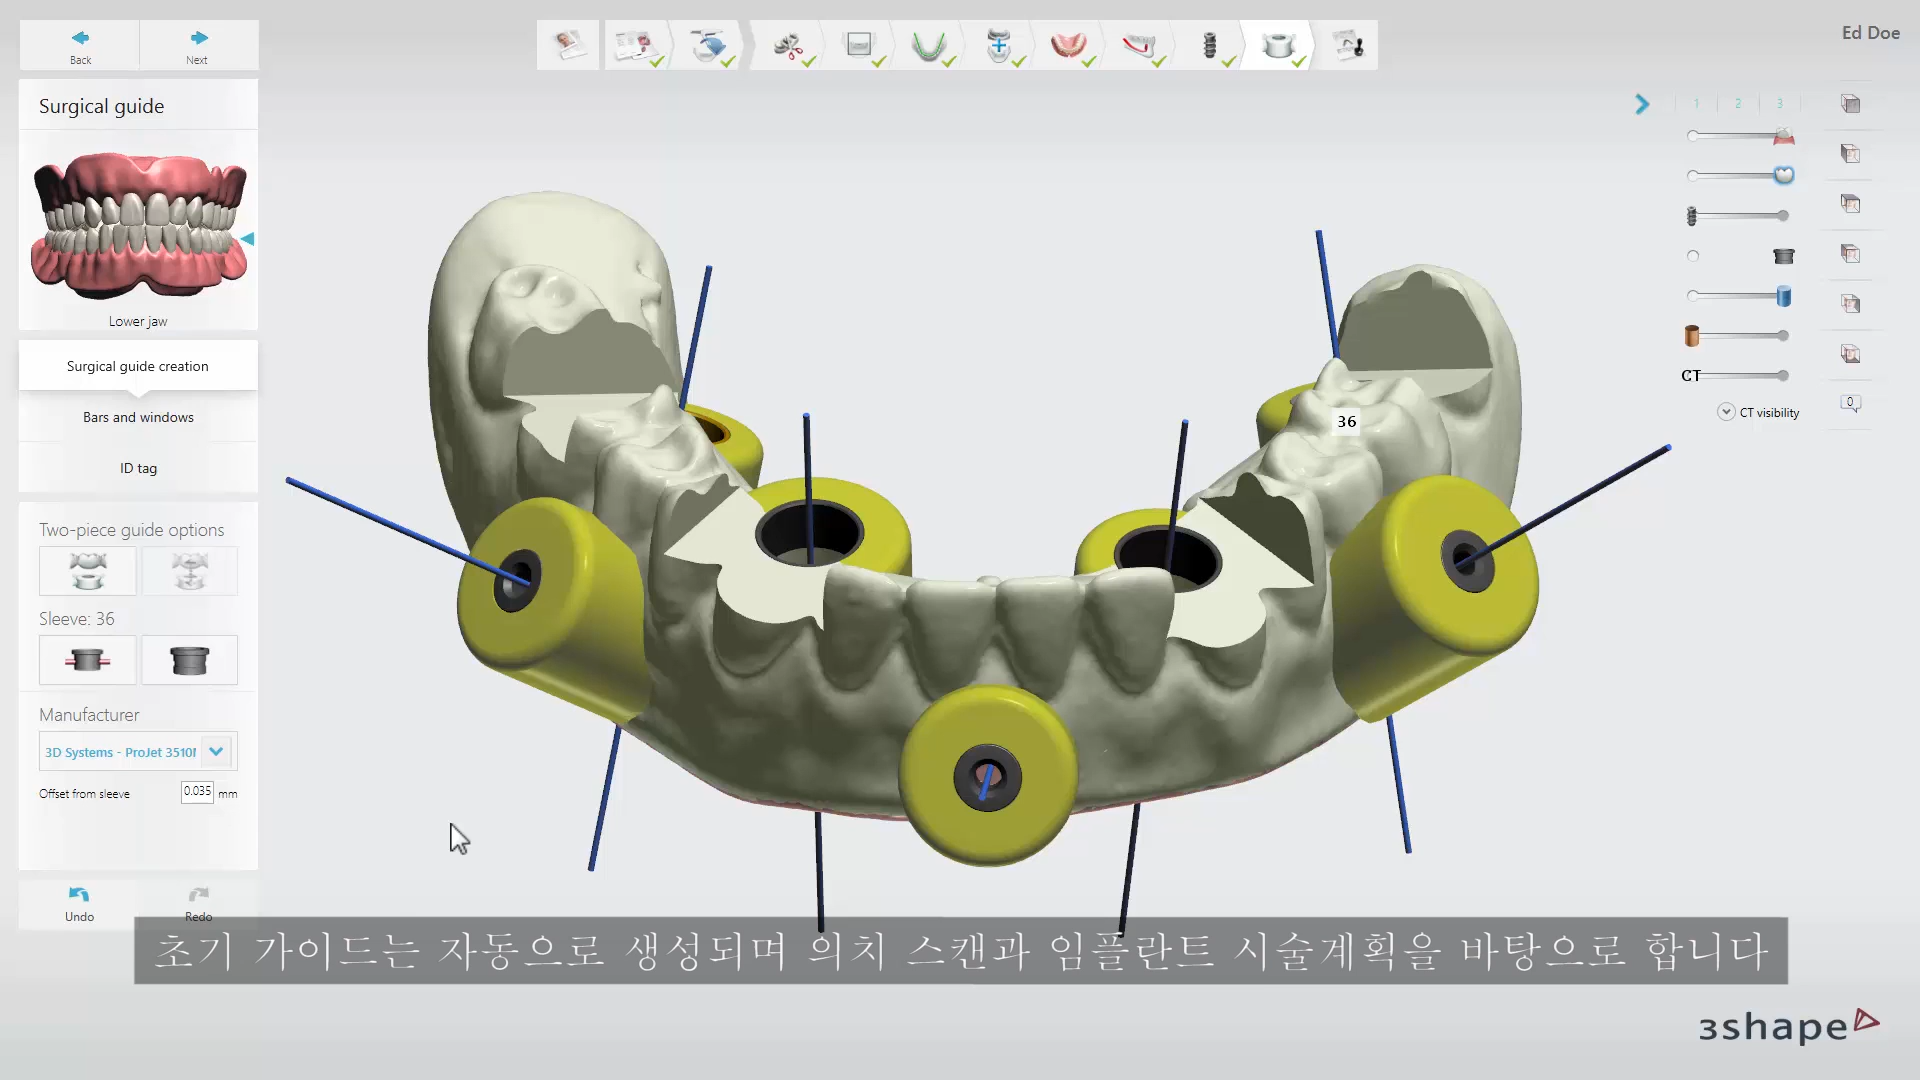 Back
Next
Ed Doe
Surgical guide
Lower jaw
Surgical guide creation
Bars and windows
ID tag
Two-piece guide options
Sleeve: 36
Manufacturer
3D Systems - ProJet 3510
Offset from sleeve 0.035 mm
Undo
Redo
1 2 3
CT
CT visibility
0
36
초기 가이드는 자동으로 생성되며 의치 스캔과 임플란트 시술계획을 바탕으로 합니다
3shape